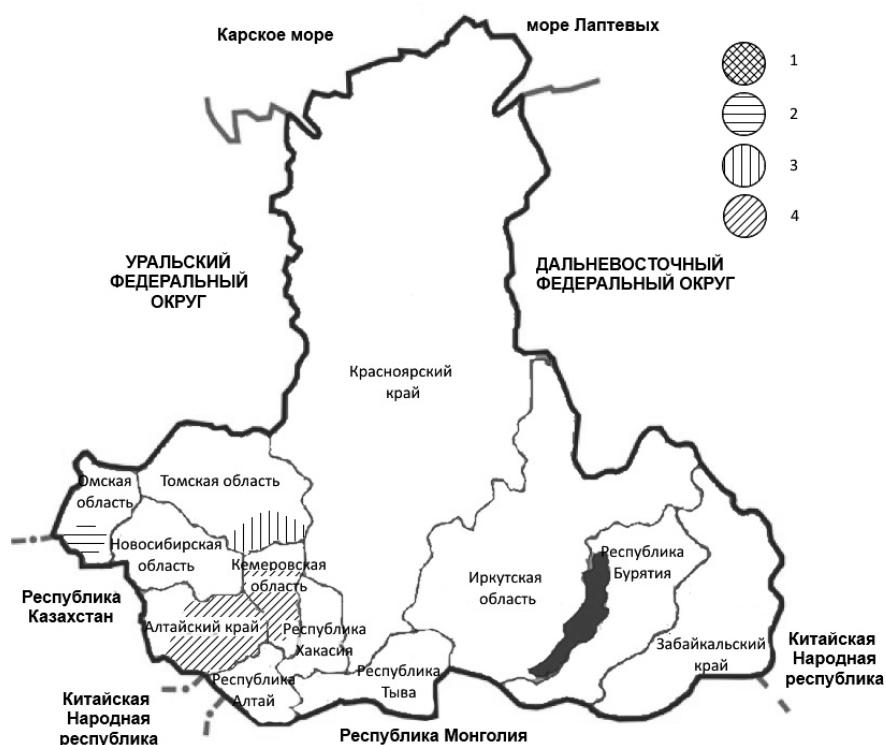 Карское море
море Лаптевых
1
2
3
4
УРАЛЬСКИЙ
ФЕДЕРАЛЬНЫЙ
ОКРУГ
ДАЛЬНЕВОСТОЧНЫЙ
ФЕДЕРАЛЬНЫЙ ОКРУГ
Красноярский
край
Омская
область
Томская область
Новосибирская
область
Кемеровская
область
Республика
Бурятия
Иркутская
область
Республика
Казахстан
Алтайский край
Республика
Хакасия
Забайкальский
край
Китайская
Народная
республика
Республика
Алтай
Республика
Тыва
Китайская
Народная
республика
Республика Монголия